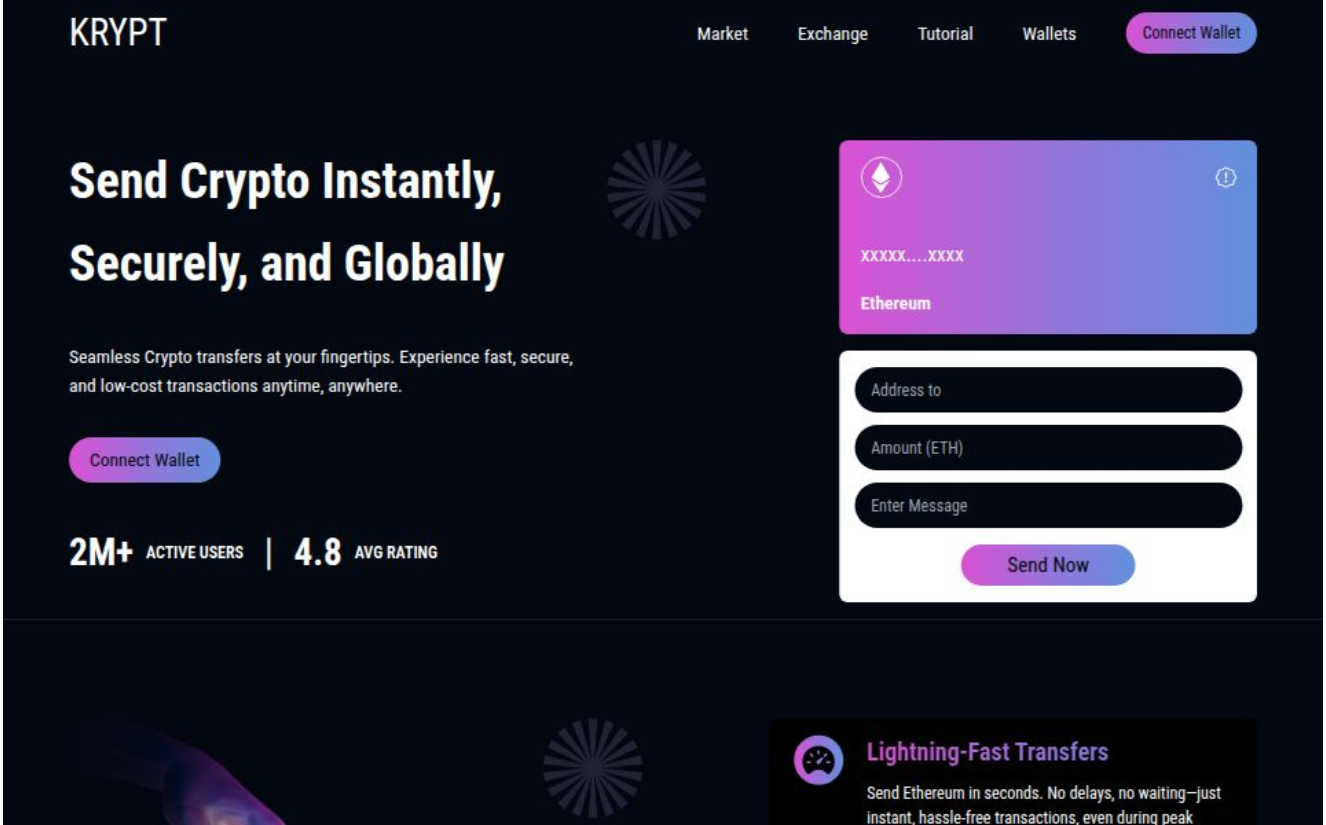 KRYPT
Market
Exchange
Tutorial
Wallets
Connect Wallet
Send Crypto Instantly,
Securely, and Globally
Seamless Crypto transfers at your fingertips. Experience fast, secure,
and low-cost transactions anytime, anywhere.
Connect Wallet
2M+ ACTIVE USERS | 4.8 AVG RATING
xxxxx....xxxx
Ethereum
Address to
Amount (ETH)
Enter Message
Send Now
Lightning-Fast Transfers
Send Ethereum in seconds. No delays, no waiting—just
instant, hassle-free transactions, even during peak